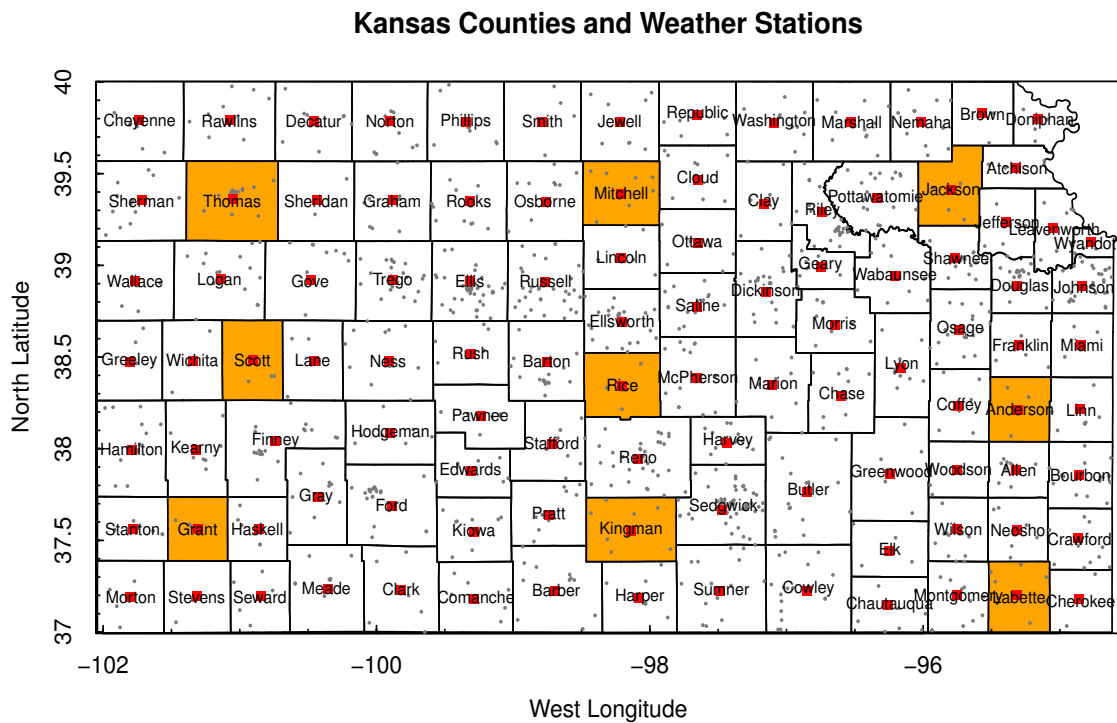 Kansas Counties and Weather Stations
North Latitude
40
39.5
39
38.5
38
37.5
37
Cheyenne Rawlins Decatur Norton Phillips Smith Jewell Republic Washington Marshall Nemaha Brown Doniphan
Sherman Thomas Sheridan Graham Rooks Osborne Mitchell Cloud Clay Riley Pottawatomie Jackson Atchison
Jefferson Leavenworth Wyandot
Wallace Logan Gove Trego Ellis Russell Lincoln Ottawa Dickinson Geary Wabaunsee Shawnee Douglas Johnson
Ellsworth Saline Morris Osage
Greeley Wichita Scott Lane Ness Rush Barton Rice McPherson Marion Chase Lyon Franklin Miami
Hamilton Kearny Finney Hodgeman Pawnee Stafford Reno Harvey Coffey Anderson Linn
Gray Ford Edwards Sedgwick Butler Greenwood Woodson Allen Bourbon
Stanton Grant Haskell Kiowa Pratt Kingman Elk Wilson Neosho Crawford
Morton Stevens Seward Meade Clark Comanche Barber Harper Sumner Cowley Chautauqua Montgomery Labette Cherokee
−102 −100 −98 −96
West Longitude